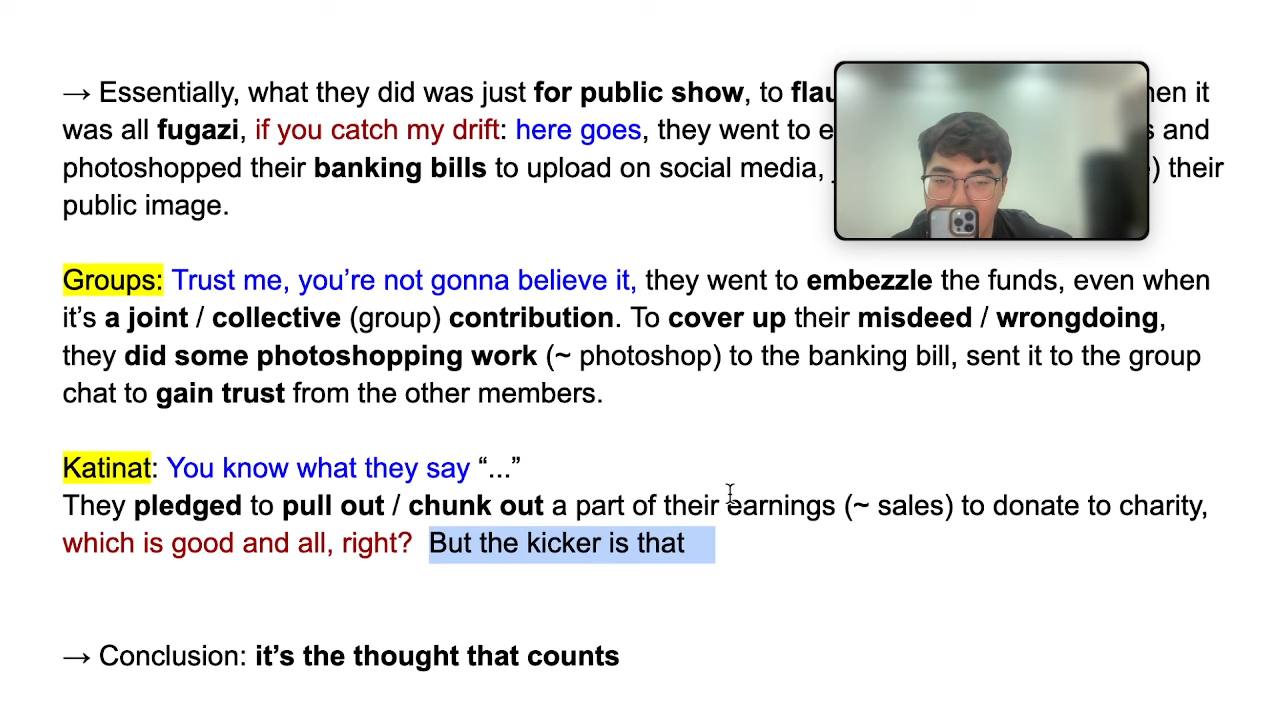 → Essentially, what they did was just for public show, to flau hen it
was all fugazi, if you catch my drift: here goes, they went to e s and
photoshopped their banking bills to upload on social media, ) their
public image.
Groups: Trust me, you’re not gonna believe it, they went to embezzle the funds, even when
it’s a joint / collective (group) contribution. To cover up their misdeed / wrongdoing,
they did some photoshopping work (~ photoshop) to the banking bill, sent it to the group
chat to gain trust from the other members.
Katinat: You know what they say “...”
They pledged to pull out / chunk out a part of their earnings (~ sales) to donate to charity,
which is good and all, right? But the kicker is that
→ Conclusion: it’s the thought that counts